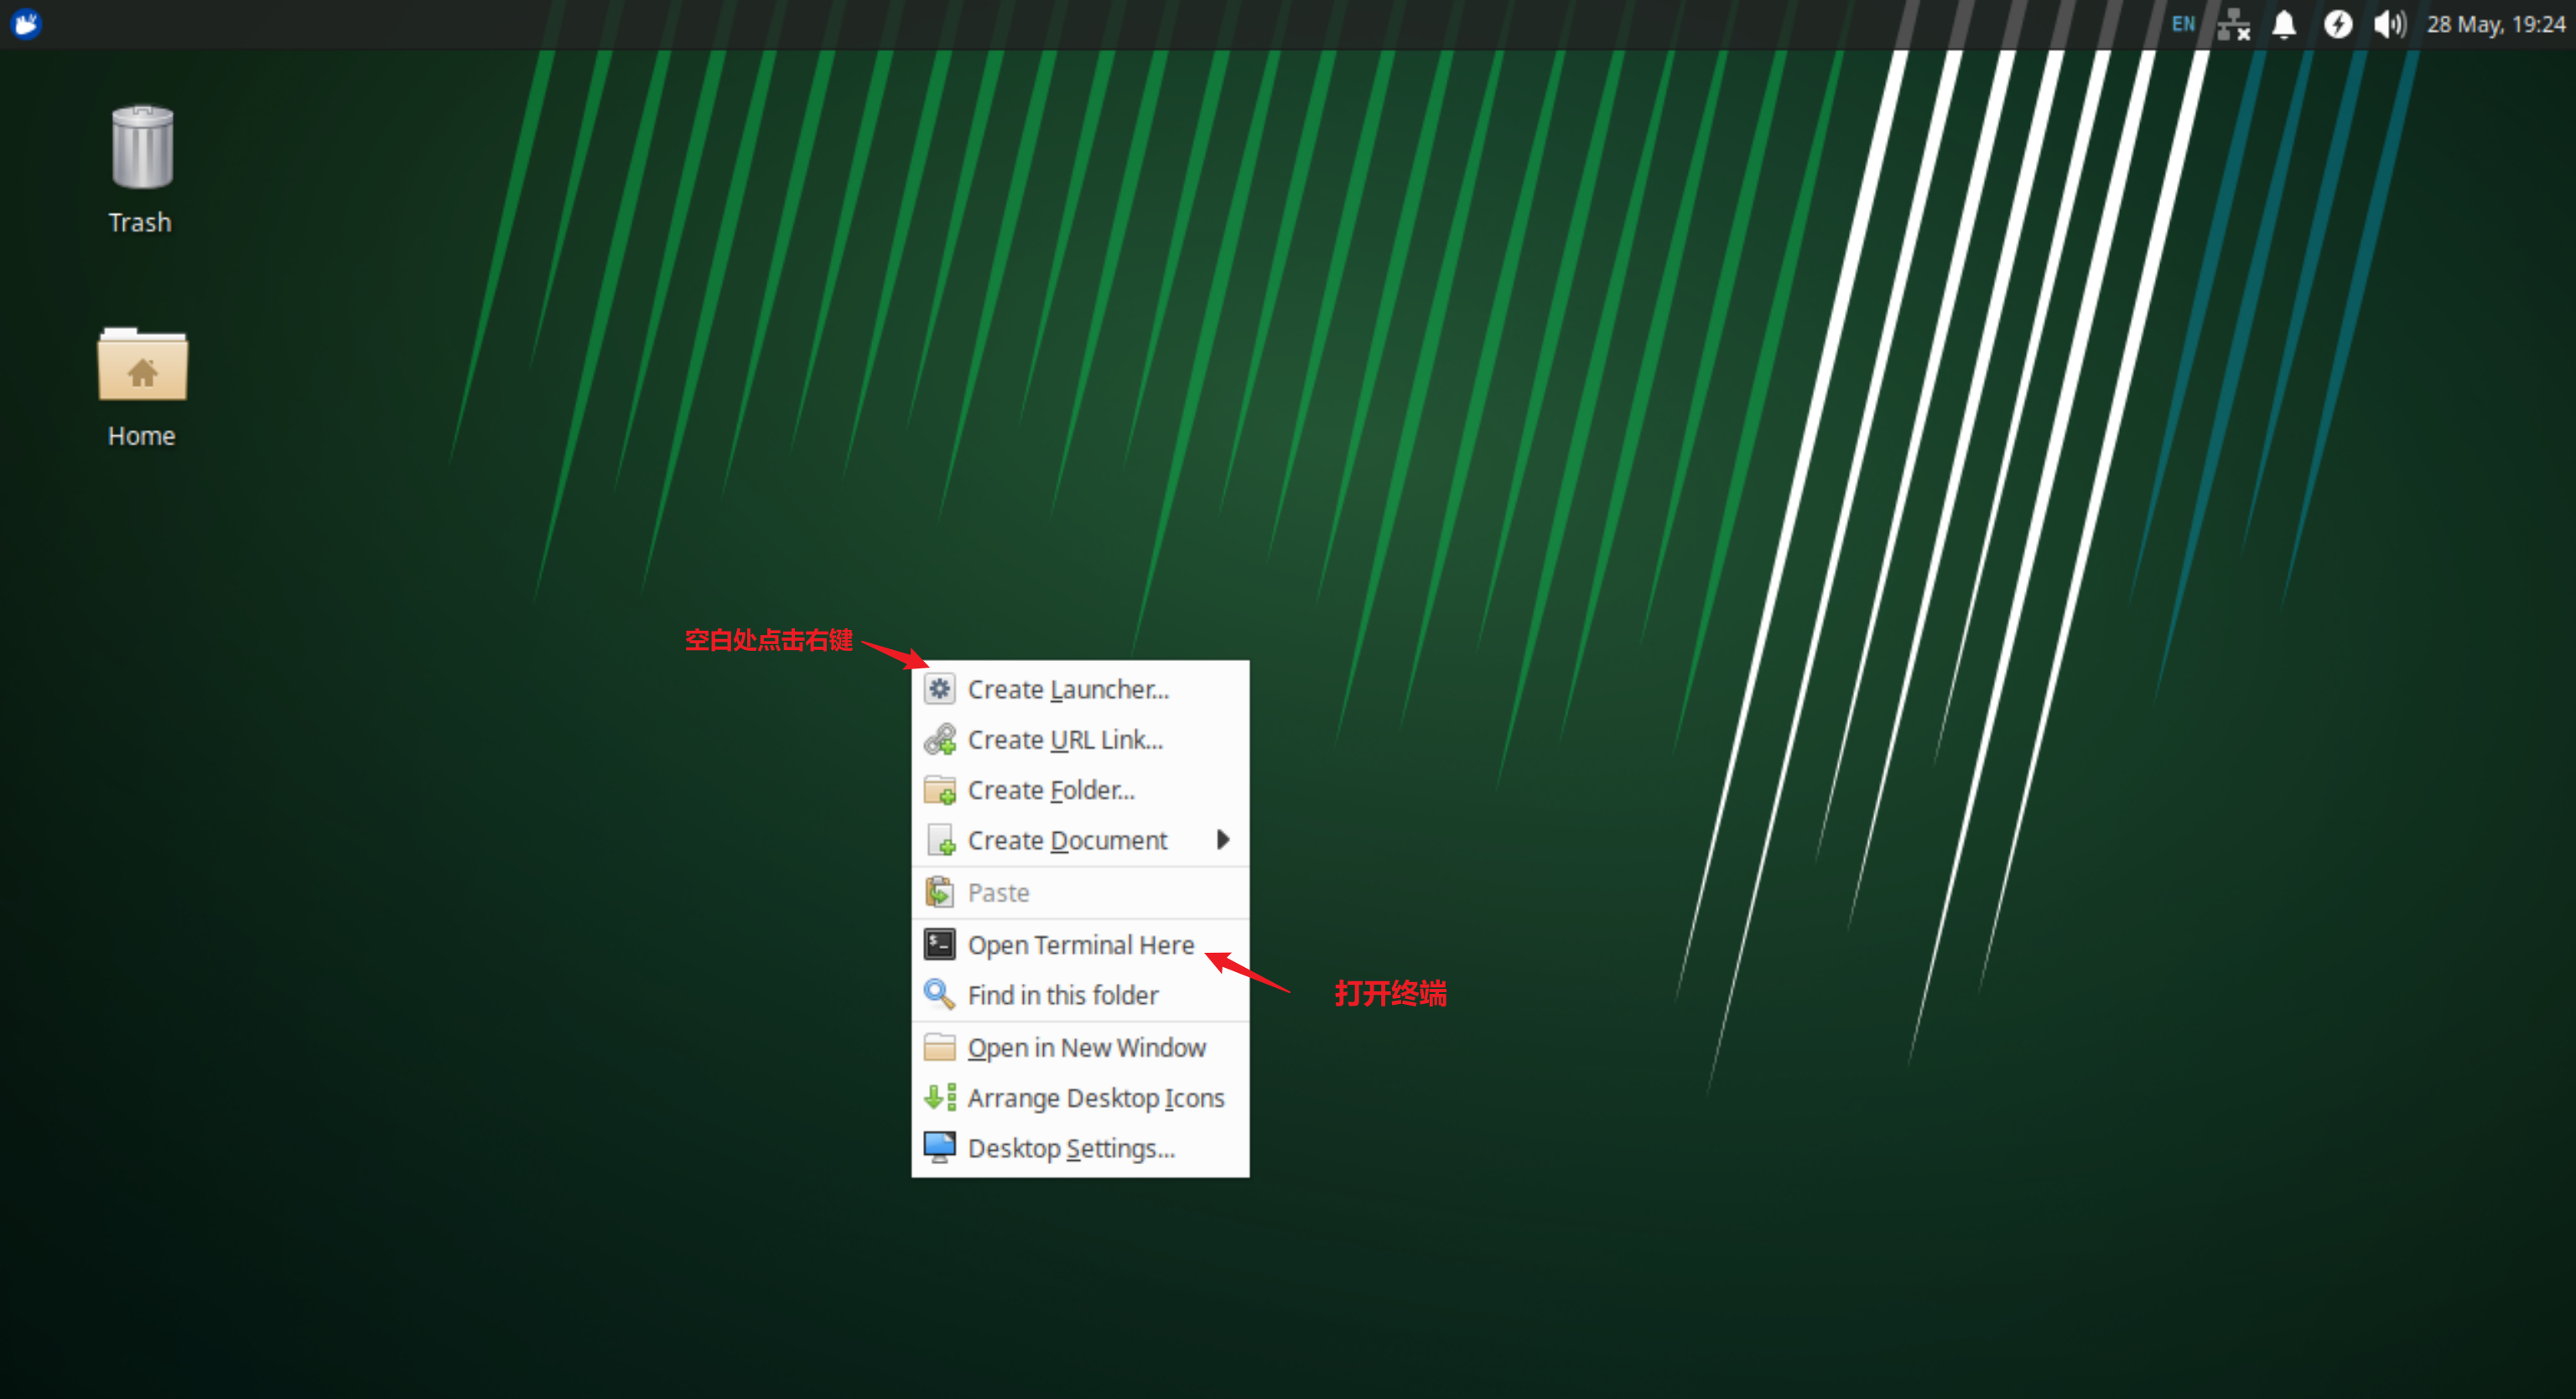 EN
28 May, 19:24
Trash
Home
空白处点击右键
Create Launcher...
Create URL Link...
Create Folder...
Create Document
Paste
Open Terminal Here
打开终端
Find in this folder
Open in New Window
Arrange Desktop Icons
Desktop Settings...